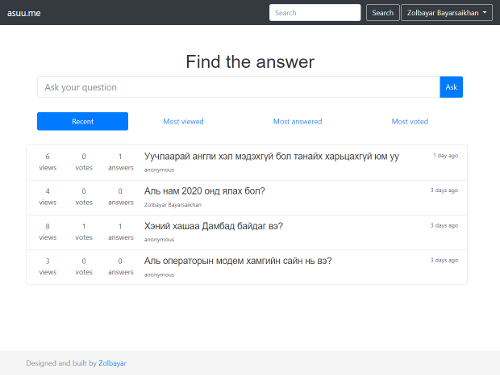 asuu.me Search Search Zolbayar Bayarsaikhan
Find the answer
Ask your question Ask
Recent Most viewed Most answered Most voted
6 0 1 Уучлаарай англи хэл мэдэхгүй бол танайх харьцахгүй юм уу 1 day ago
views votes answers anonymous
4 0 0 Аль нам 2020 онд ялах бол? 3 days ago
views votes answers Zolbayar Bayarsaikhan
8 1 1 Хэний хашаа Дамбад байдаг вэ? 3 days ago
views votes answers anonymous
3 0 0 Аль операторын модем хамгийн сайн нь вэ? 3 days ago
views votes answers anonymous
Designed and built by Zolbayar